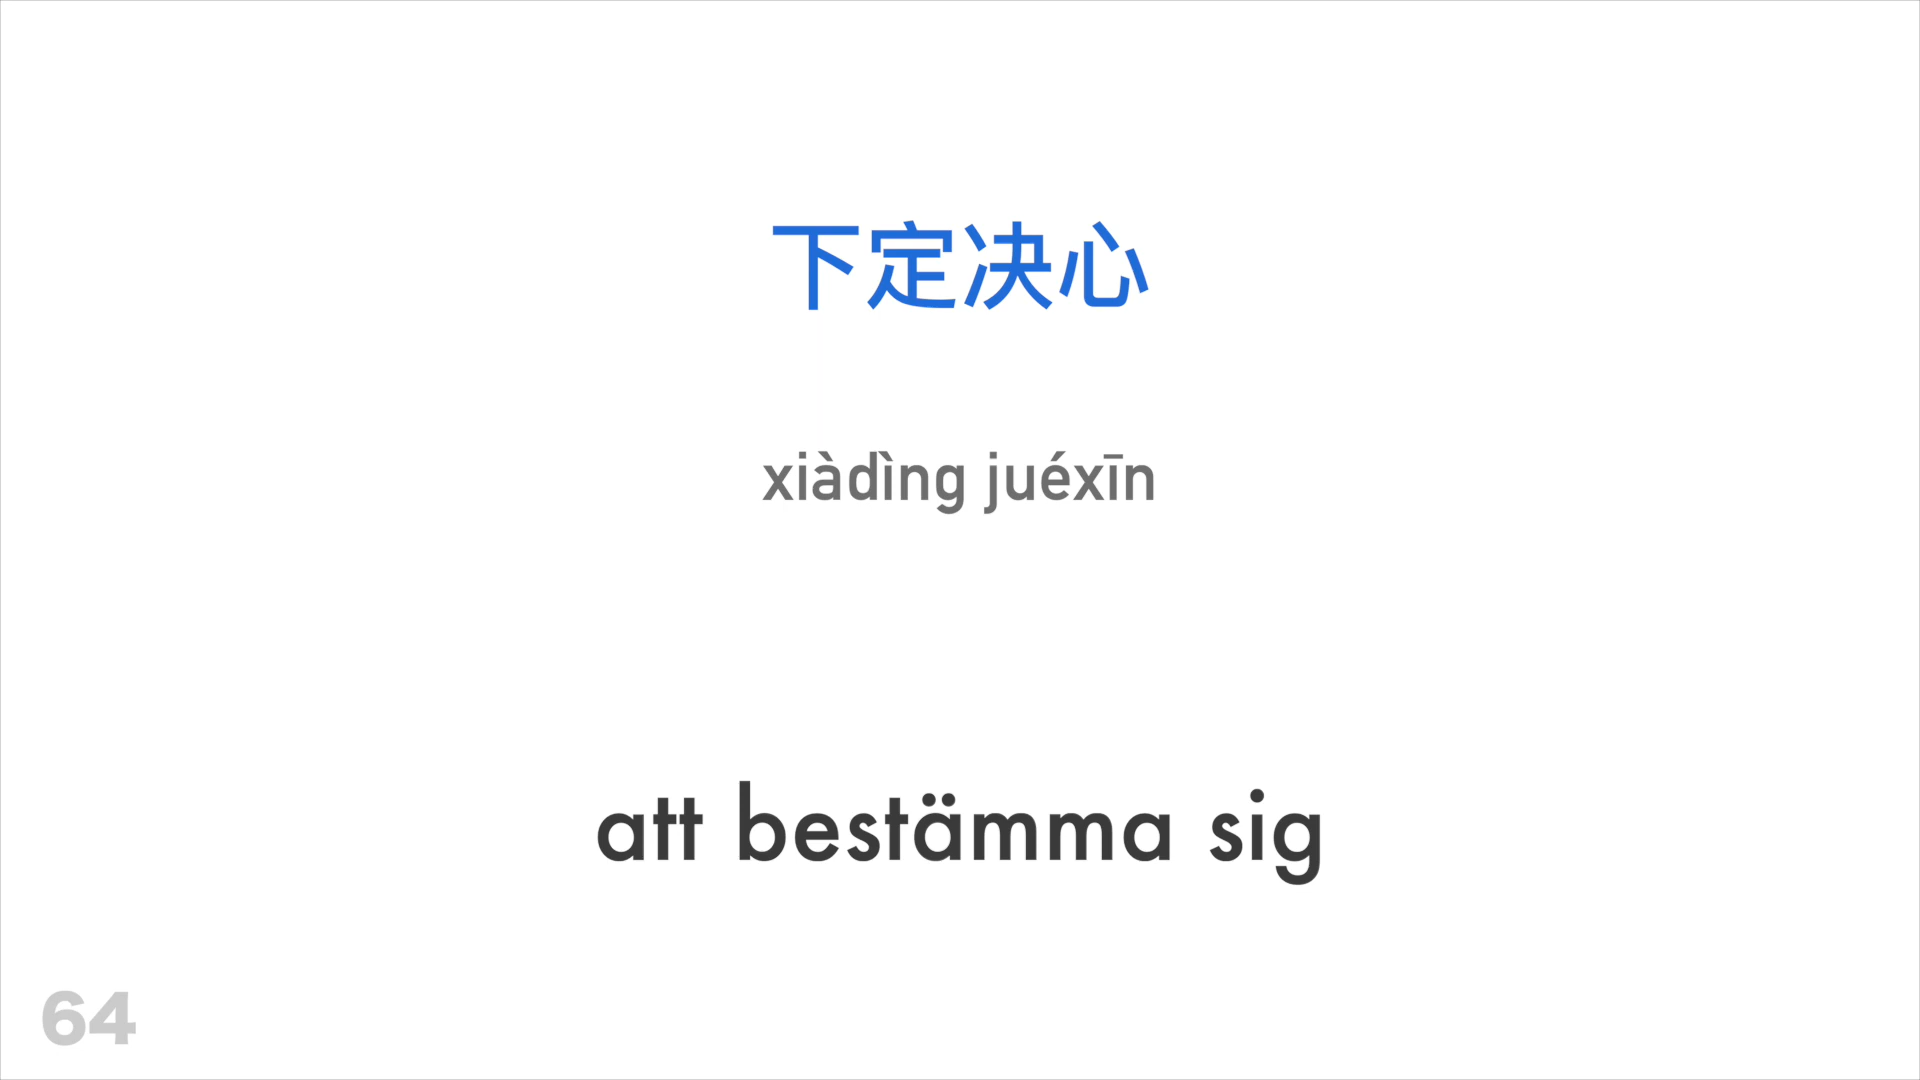 下定决心
xiàdìng juéxīn
att bestämma sig
64